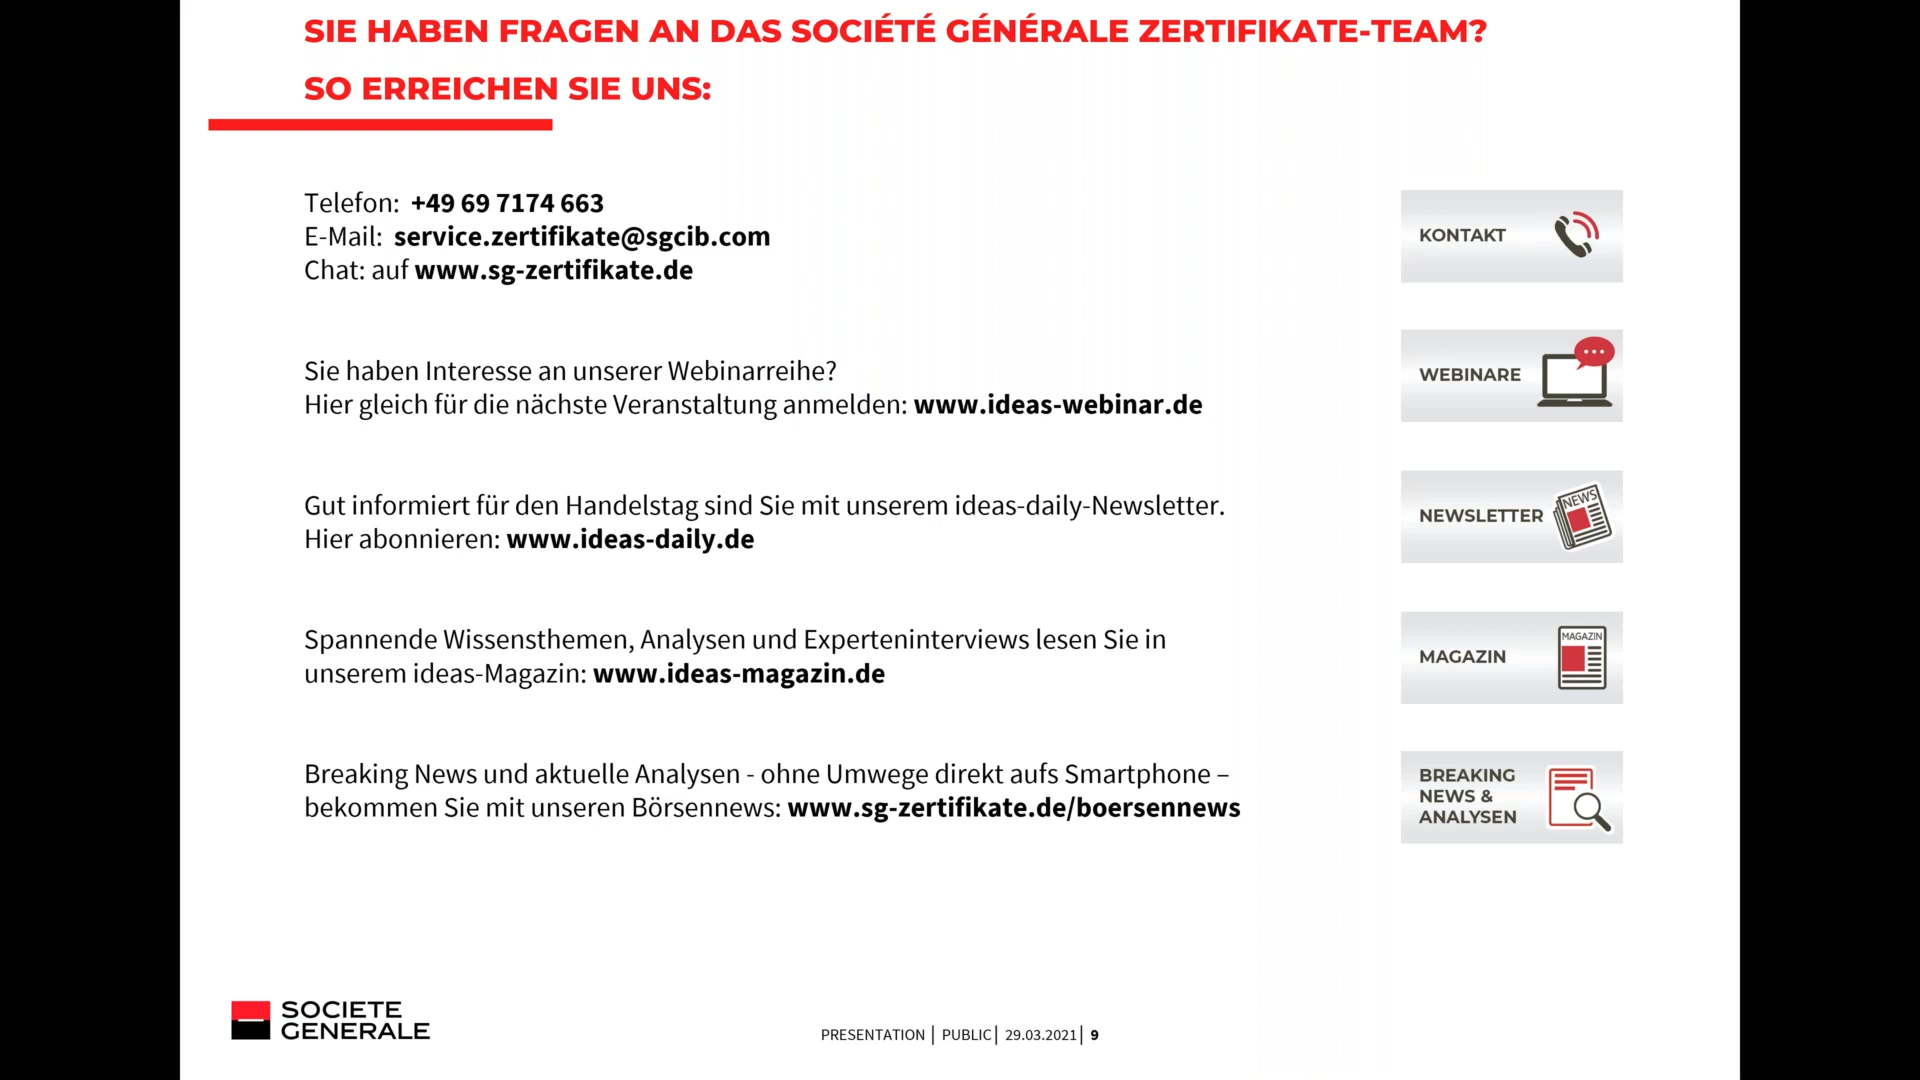 SIE HABEN FRAGEN AN DAS SOCIÉTÉ GÉNÉRALE ZERTIFIKATE-TEAM?
SO ERREICHEN SIE UNS:
Telefon: +49 69 7174 663
E-Mail: service.zertifikate@sgcib.com
Chat: auf www.sg-zertifikate.de
KONTAKT
Sie haben Interesse an unserer Webinarreihe?
Hier gleich für die nächste Veranstaltung anmelden: www.ideas-webinar.de
WEBINARE
Gut informiert für den Handelstag sind Sie mit unserem ideas-daily-Newsletter.
Hier abonnieren: www.ideas-daily.de
NEWSLETTER
NEWS
Spannende Wissensthemen, Analysen und Experteninterviews lesen Sie in
unserem ideas-Magazin: www.ideas-magazin.de
MAGAZIN
MAGAZIN
Breaking News und aktuelle Analysen - ohne Umwege direkt aufs Smartphone –
bekommen Sie mit unseren Börsennews: www.sg-zertifikate.de/boersennews
BREAKING
NEWS &
ANALYSEN
SOCIETE
GENERALE
PRESENTATION | PUBLIC | 29.03.2021 | 9